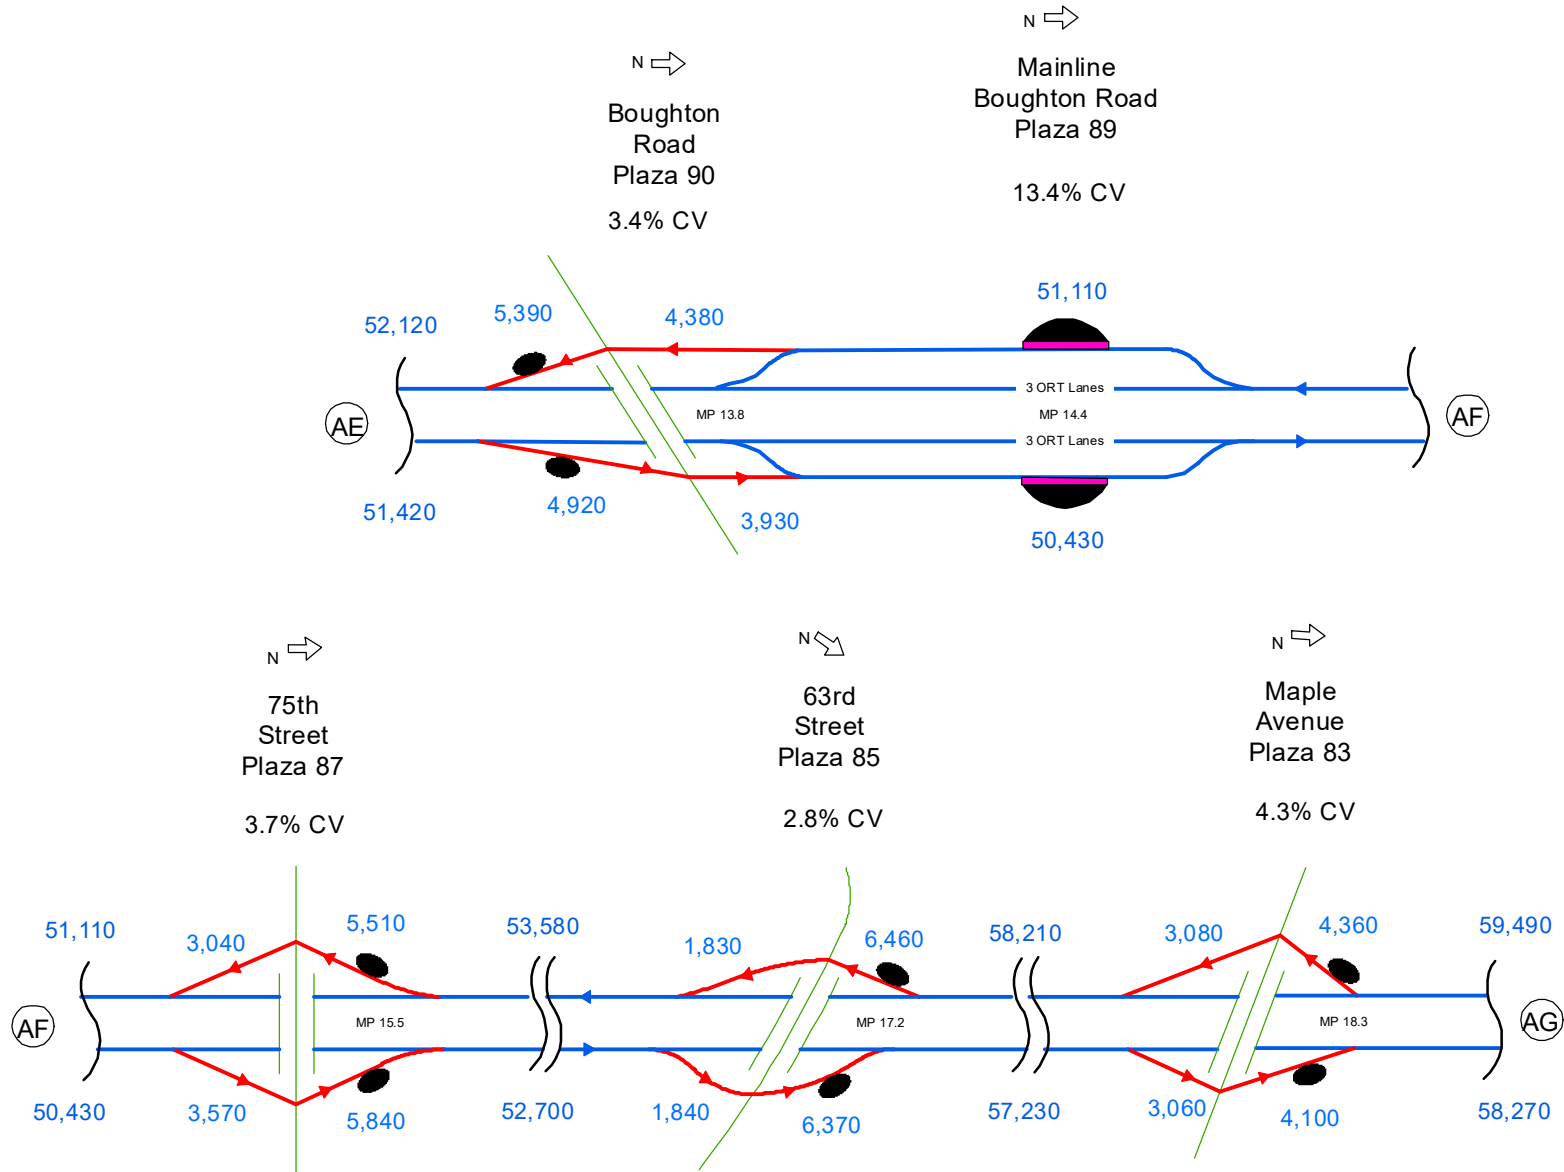 N
Boughton
Road
Plaza 90
3.4% CV
N
Mainline
Boughton Road
Plaza 89
13.4% CV
52,120
5,390
4,380
51,110
3 ORT Lanes
AE
MP 13.8
MP 14.4
AF
3 ORT Lanes
51,420
4,920
3,930
50,430
N
75th
Street
Plaza 87
3.7% CV
N
63rd
Street
Plaza 85
2.8% CV
N
Maple
Avenue
Plaza 83
4.3% CV
51,110
3,040
5,510
53,580
1,830
6,460
58,210
3,080
4,360
59,490
AF
MP 15.5
MP 17.2
MP 18.3
AG
50,430
3,570
5,840
52,700
1,840
6,370
57,230
3,060
4,100
58,270